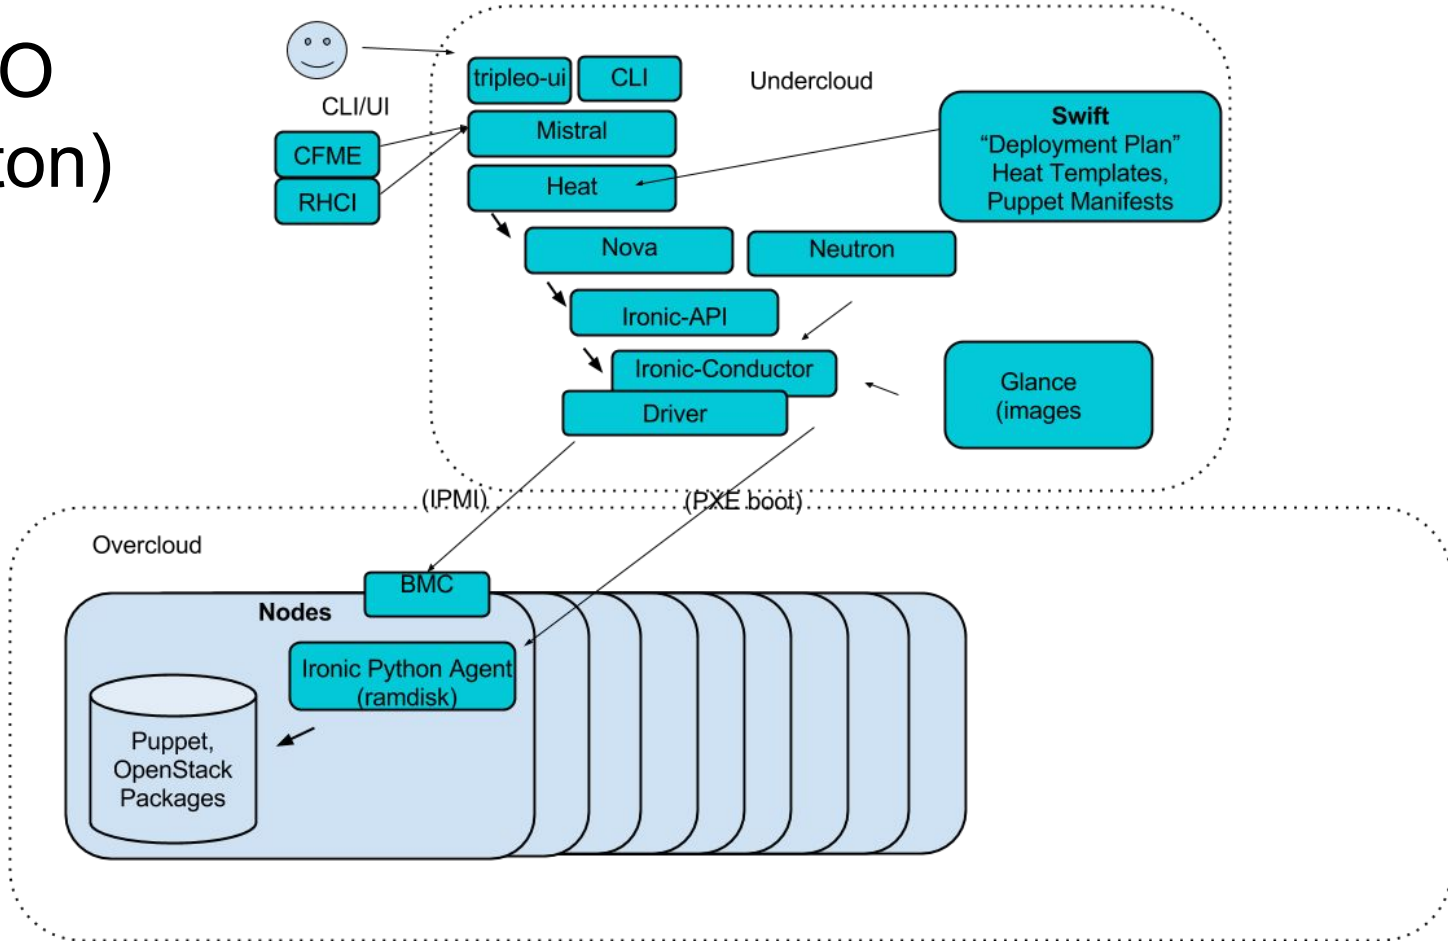 O
ton)
CLI/UI
CFME
RHCI
tripleo-ui
CLI
Undercloud
Mistral
Heat
Swift
“Deployment Plan”
Heat Templates,
Puppet Manifests
Nova
Neutron
Ironic-API
Ironic-Conductor
Driver
Glance
(images
(IPMI)
(PXE boot)
Overcloud
BMC
Nodes
Ironic Python Agent
(ramdisk)
Puppet,
OpenStack
Packages